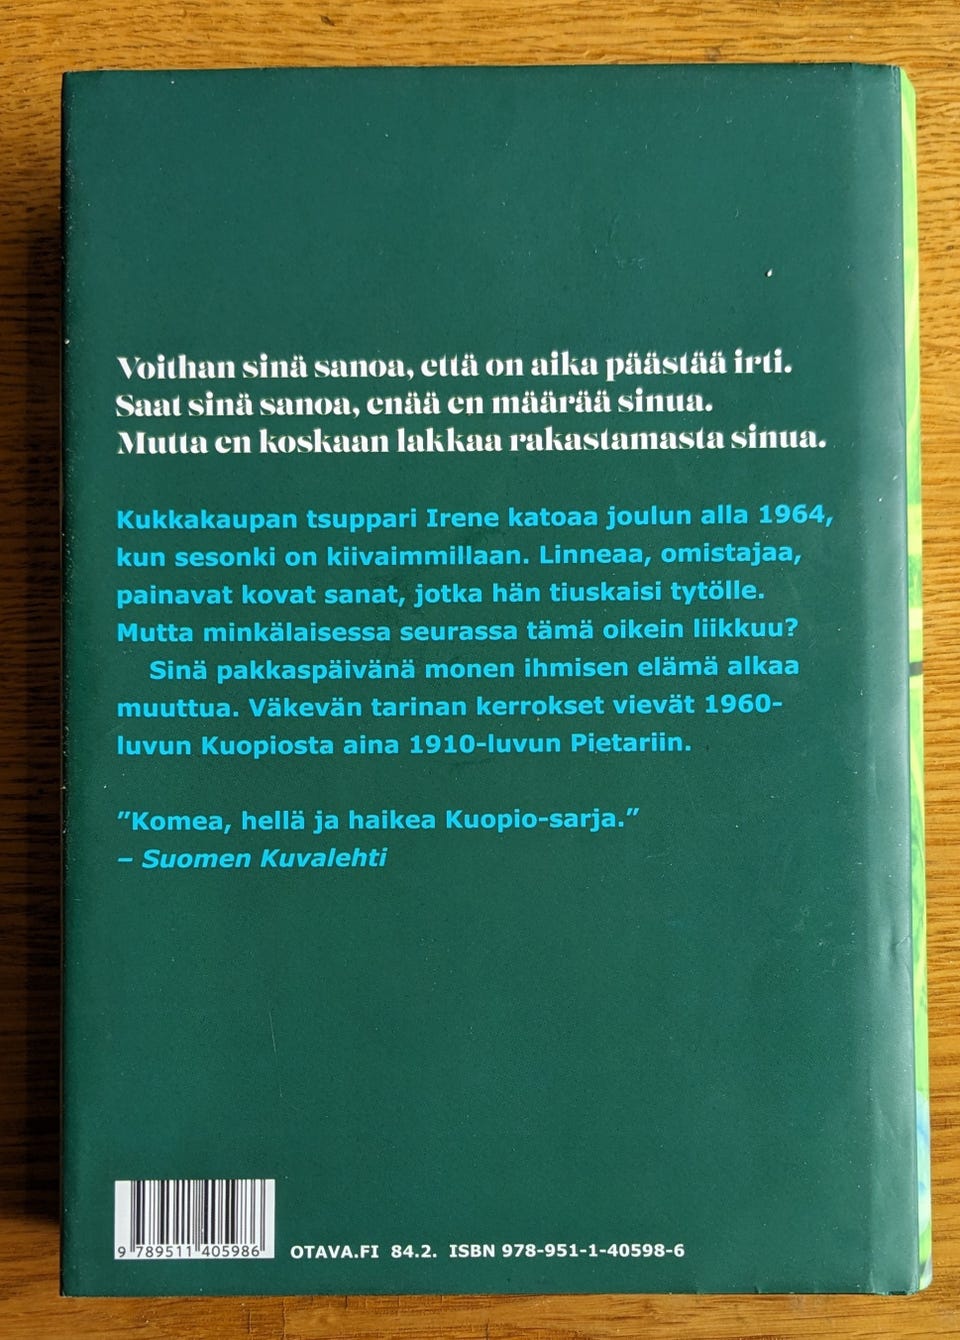 Voithan sinä sanoa, että on aika päästää irti.
Saat sinä sanoa, enää en määrää sinua.
Mutta en koskaan lakkaa rakastamasta sinua.
Kukkakaupan tsuppari Irene katoaa joulun alla 1964,
kun sesonki on kiivaimmillaan. Linneaa, omistajaa,
painavat kovat sanat, jotka hän tiuskaisi tytölle.
Mutta minkälaisessa seurassa tämä oikein liikkuu?
Sinä pakkaspäivänä monen ihmisen elämä alkaa
muuttua. Väkevän tarinan kerrokset vievät 1960-
luvun Kuopiosta aina 1910-luvun Pietariin.
”Komea, hellä ja haikea Kuopio-sarja.”
– Suomen Kuvalehti
9 789511 405986
OTAVA.FI 84.2. ISBN 978-951-1-40598-6